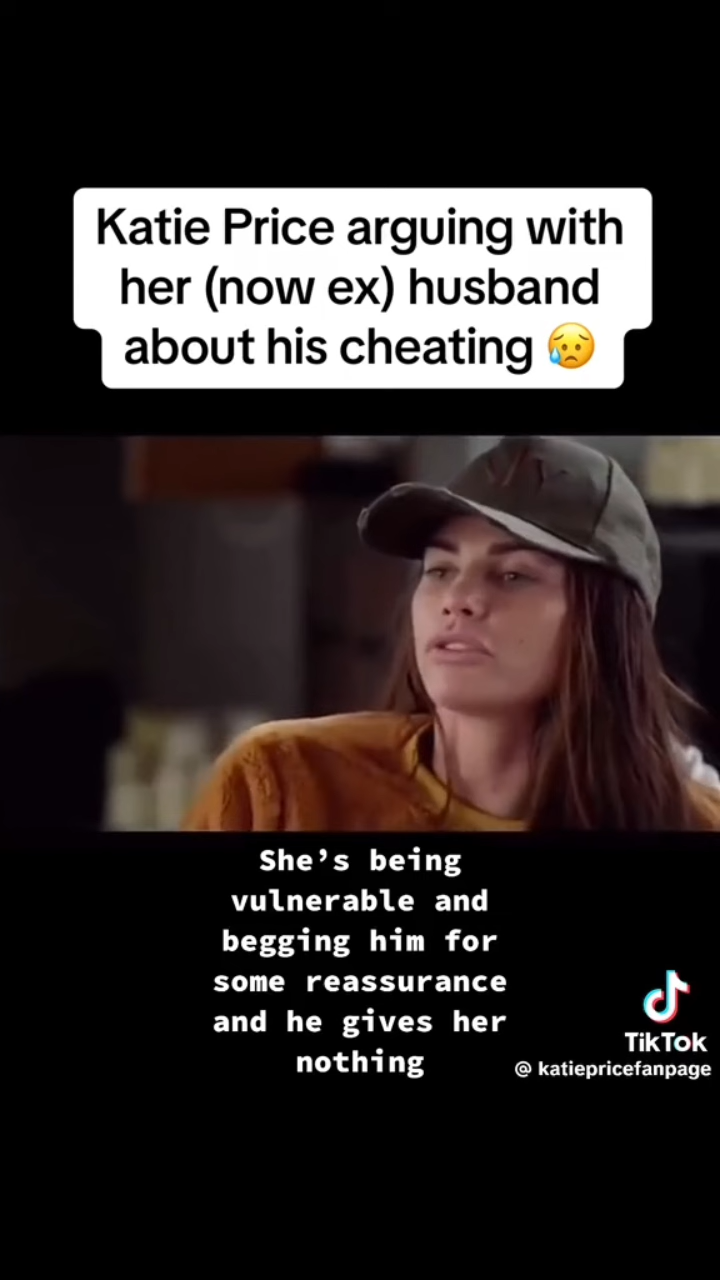 Katie Price arguing with
her (now ex) husband
about his cheating 😥
She’s being
vulnerable and
begging him for
some reassurance
and he gives her
nothing
TikTok
@ katiepricefanpage